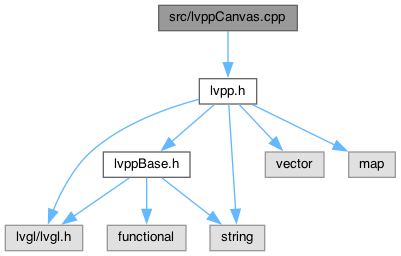 src/lvppCanvas.cpp
lvpp.h
lvppBase.h
vector
map
lvgl/lvgl.h
functional
string